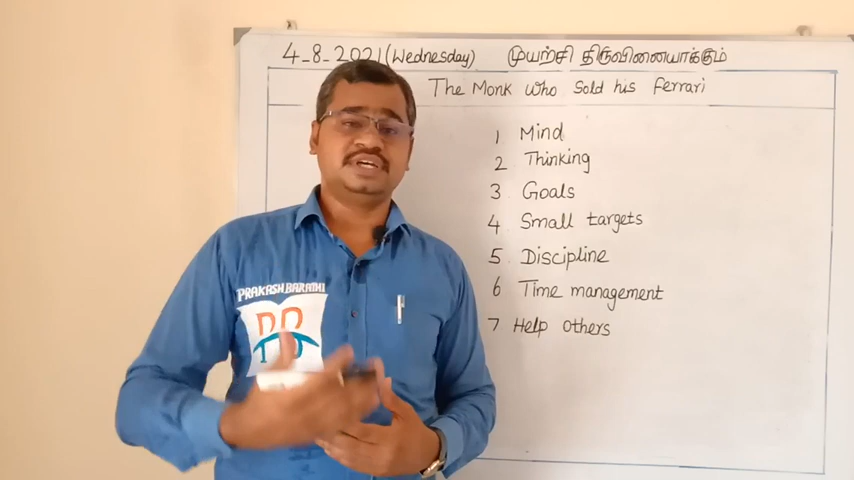 4-8-2021(Wednesday) முயற்சி திருவினையாக்கும்
The Monk who sold his Ferrari
1 Mind
2 Thinking
3 Goals
4 Small targets
5 Discipline
6 Time management
7 Help others
PRAKASH BARATHI
PB